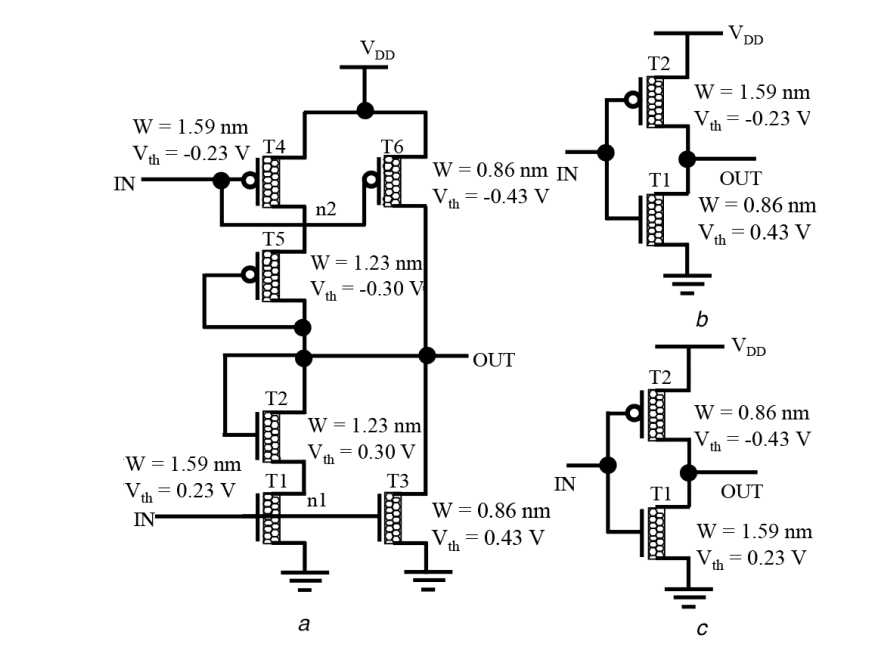 V_DD
W = 1.59 nm
V_th = -0.23 V
T4
T6
IN
W = 0.86 nm
V_th = -0.43 V
n2
T5
W = 1.23 nm
V_th = -0.30 V
OUT
T2
W = 1.23 nm
V_th = 0.30 V
W = 1.59 nm
V_th = 0.23 V
T1
n1
T3
IN
W = 0.86 nm
V_th = 0.43 V
a
V_DD
T2
W = 1.59 nm
V_th = -0.23 V
IN
T1
OUT
W = 0.86 nm
V_th = 0.43 V
b
V_DD
T2
W = 0.86 nm
V_th = -0.43 V
IN
T1
OUT
W = 1.59 nm
V_th = 0.23 V
c